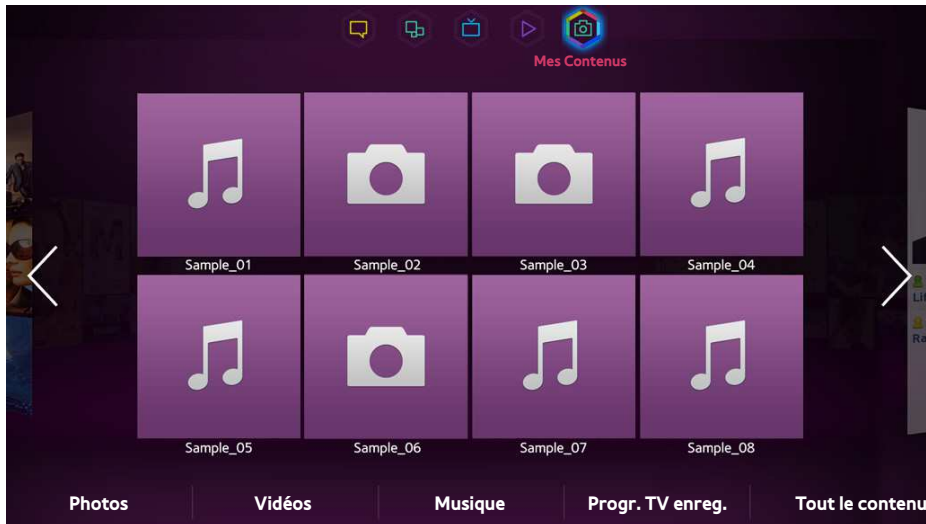 Mes Contenus
Sample_01 Sample_02 Sample_03 Sample_04
Sample_05 Sample_06 Sample_07 Sample_08
Photos Vidéos Musique Progr. TV enreg. Tout le contenu